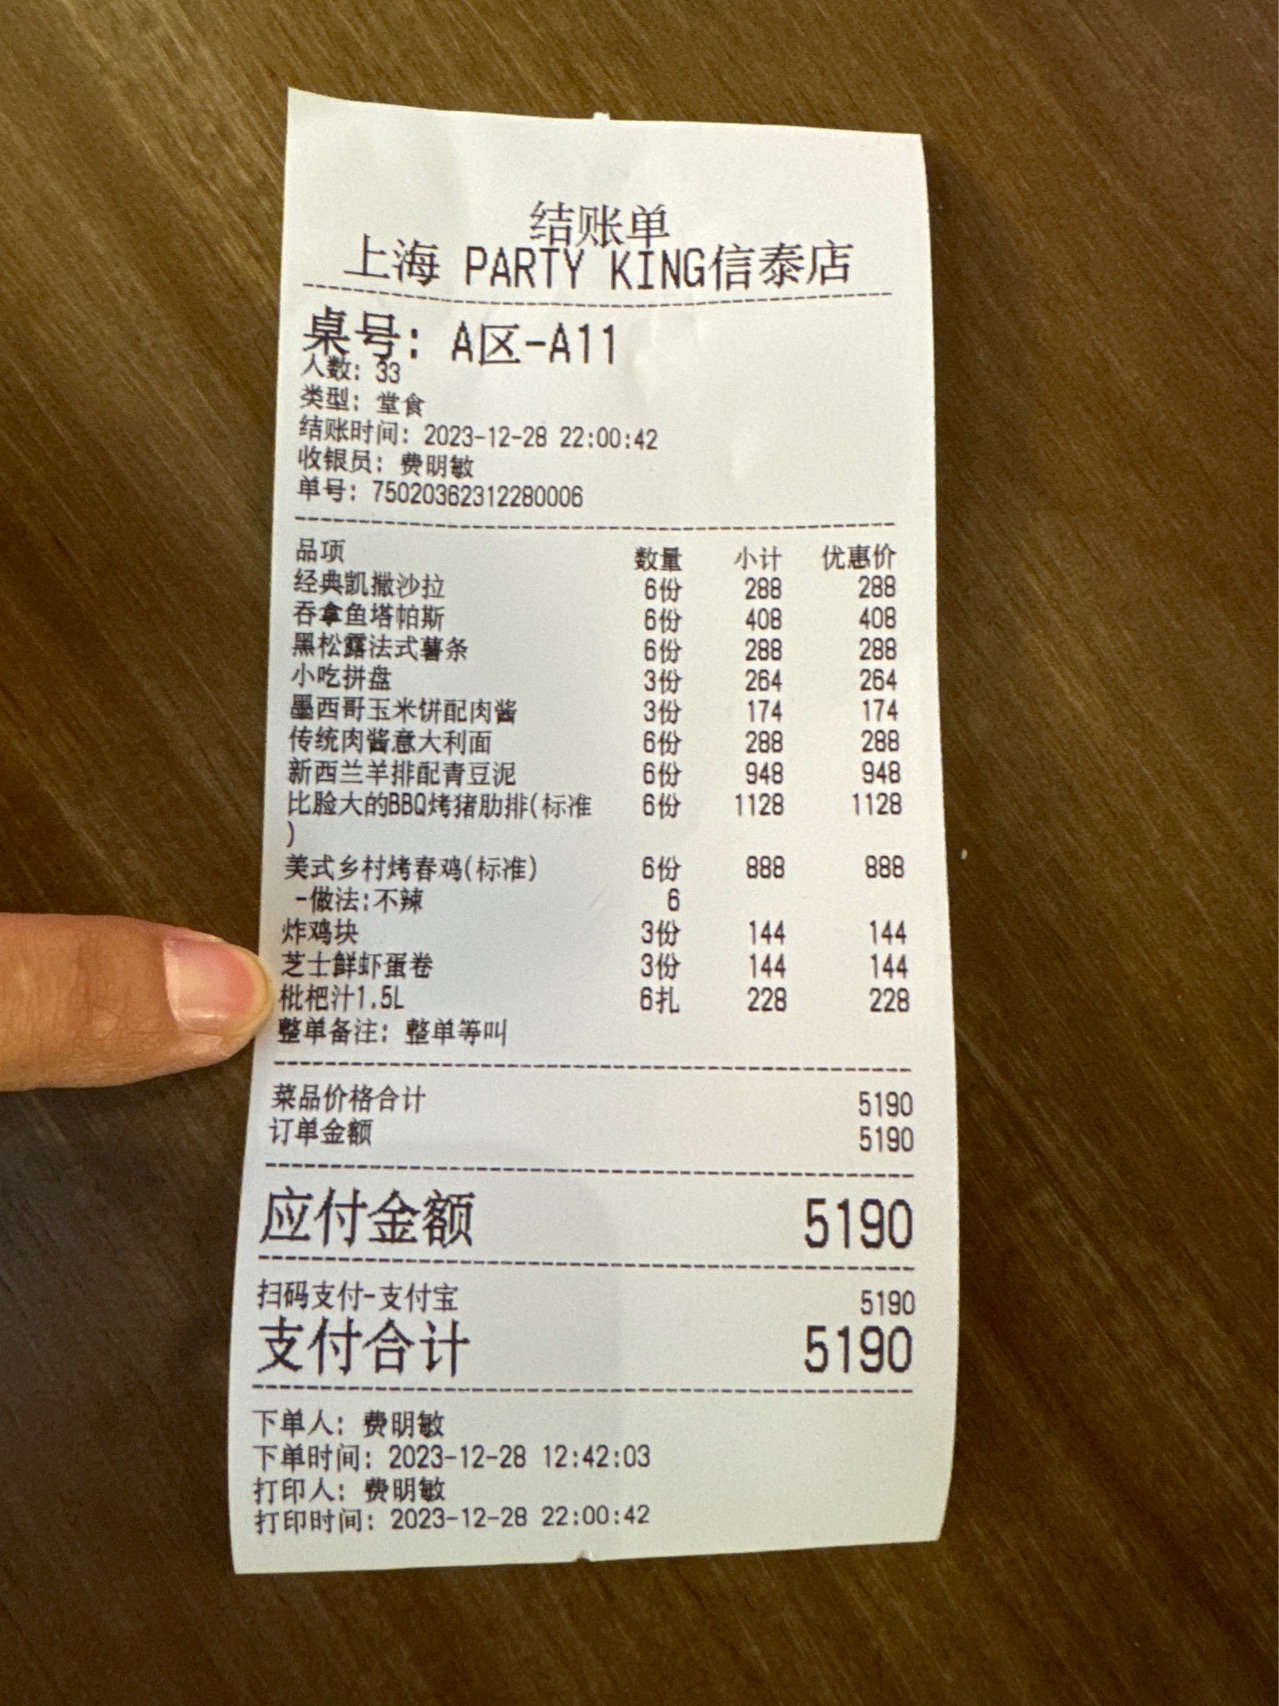 结账单
上海 PARTY KING信泰店
桌号: A区-A11
人数: 33
类型: 堂食
结账时间: 2023-12-28 22:00:42
收银员: 费明敏
单号: 75020362312280006
品项 数量 小计 优惠价
经典凯撒沙拉 6份 288 288
吞拿鱼塔帕斯 6份 408 408
黑松露法式薯条 6份 288 288
小吃拼盘 3份 264 264
墨西哥玉米饼配肉酱 3份 174 174
传统肉酱意大利面 6份 288 288
新西兰羊排配青豆泥 6份 948 948
比脸大的BBQ烤猪肋排(标准 6份 1128 1128
)
美式乡村烤春鸡(标准) 6份 888 888
-做法:不辣 6
炸鸡块 3份 144 144
芝士鲜虾蛋卷 3份 144 144
枇杷汁1.5L 6扎 228 228
整单备注: 整单等叫
菜品价格合计 5190
订单金额 5190
应付金额 5190
扫码支付-支付宝 5190
支付合计 5190
下单人: 费明敏
下单时间: 2023-12-28 12:42:03
打印人: 费明敏
打印时间: 2023-12-28 22:00:42